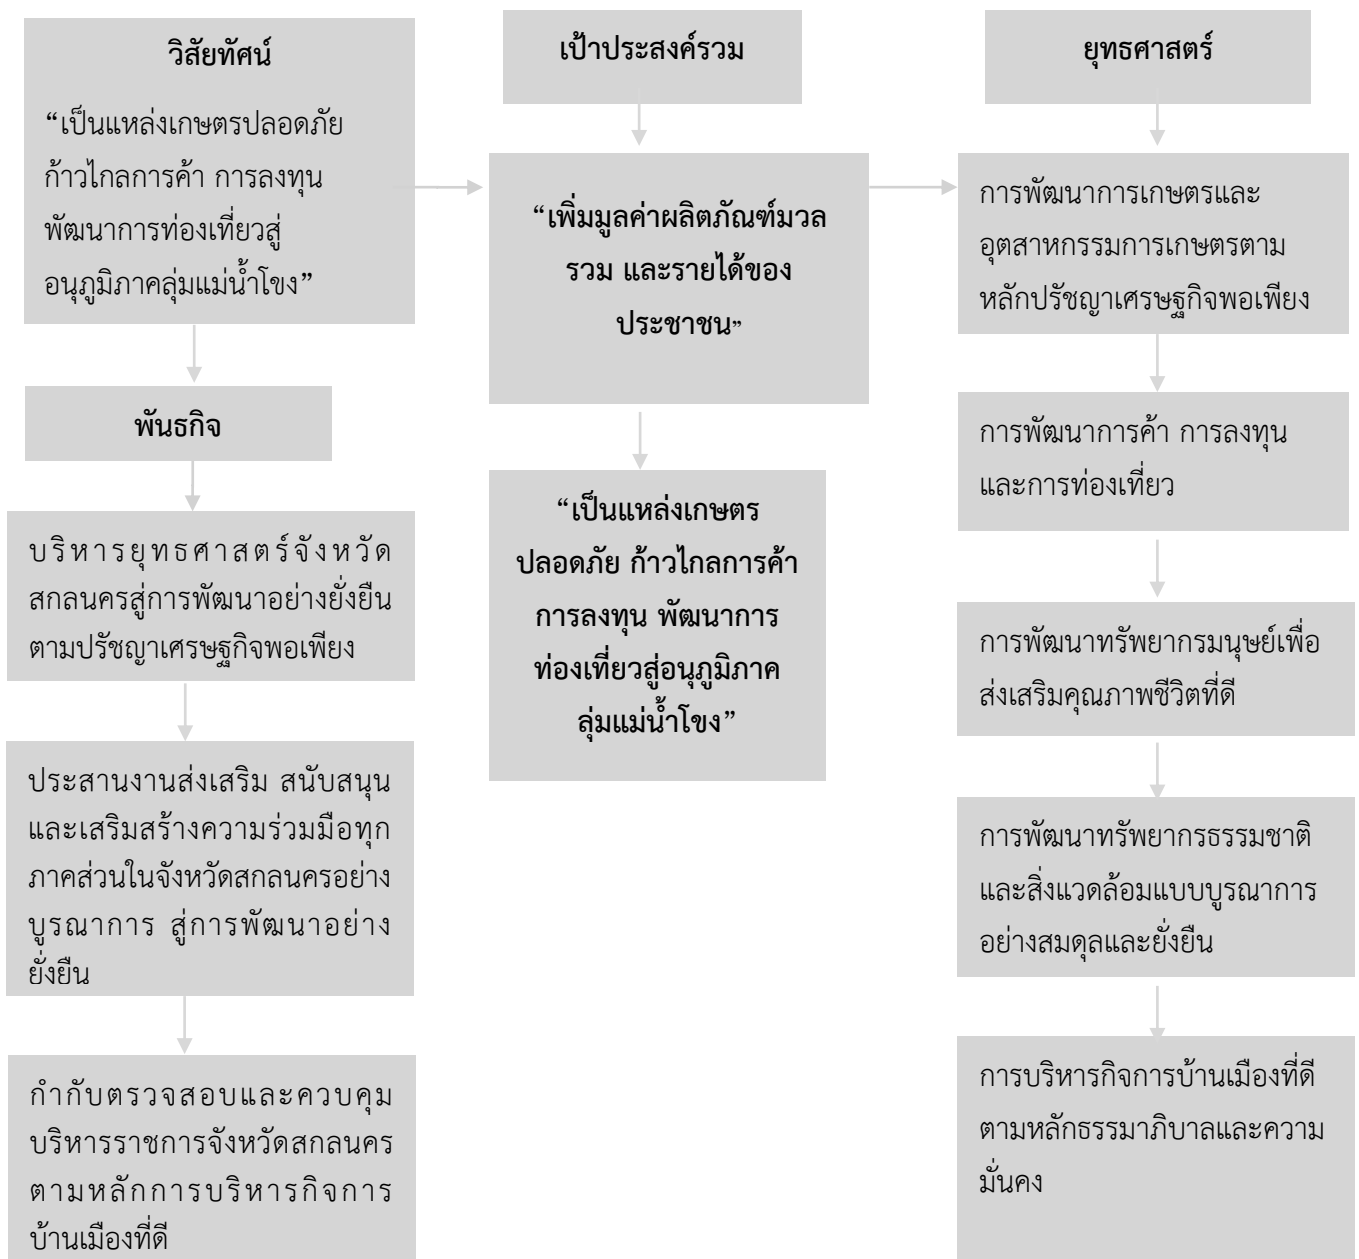 วิสัยทัศน์
“เป็นแหล่งเกษตรปลอดภัย
ก้าวไกลการค้า การลงทุน
พัฒนาการท่องเที่ยวสู่
อนุภูมิภาคลุ่มแม่น้ำโขง”
พันธกิจ
บริหารยุทธศาสตร์จังหวัด
สกลนครสู่การพัฒนาอย่างยั่งยืน
ตามปรัชญาเศรษฐกิจพอเพียง
ประสานงานส่งเสริม สนับสนุน
และเสริมสร้างความร่วมมือทุก
ภาคส่วนในจังหวัดสกลนครอย่าง
บูรณาการ สู่การพัฒนาอย่าง
ยั่งยืน
กำกับตรวจสอบและควบคุม
บริหารราชการจังหวัดสกลนคร
ตามหลักการบริหารกิจการ
บ้านเมืองที่ดี
เป้าประสงค์รวม
“เพิ่มมูลค่าผลิตภัณฑ์มวล
รวม และรายได้ของ
ประชาชน”
“เป็นแหล่งเกษตร
ปลอดภัย ก้าวไกลการค้า
การลงทุน พัฒนาการ
ท่องเที่ยวสู่อนุภูมิภาค
ลุ่มแม่น้ำโขง”
ยุทธศาสตร์
การพัฒนาการเกษตรและ
อุตสาหกรรมการเกษตรตาม
หลักปรัชญาเศรษฐกิจพอเพียง
การพัฒนาการค้า การลงทุน
และการท่องเที่ยว
การพัฒนาทรัพยากรมนุษย์เพื่อ
ส่งเสริมคุณภาพชีวิตที่ดี
การพัฒนาทรัพยากรธรรมชาติ
และสิ่งแวดล้อมแบบบูรณาการ
อย่างสมดุลและยั่งยืน
การบริหารกิจการบ้านเมืองที่ดี
ตามหลักธรรมาภิบาลและความ
มั่นคง